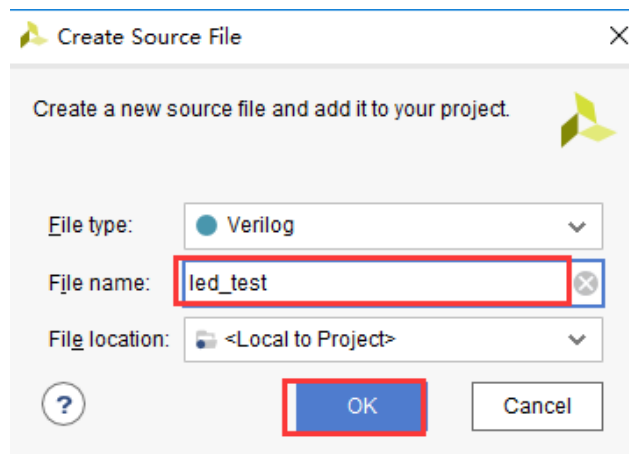 Create Source File
Create a new source file and add it to your project.
File type: Verilog
File name: led_test
File location: <Local to Project>
? OK Cancel